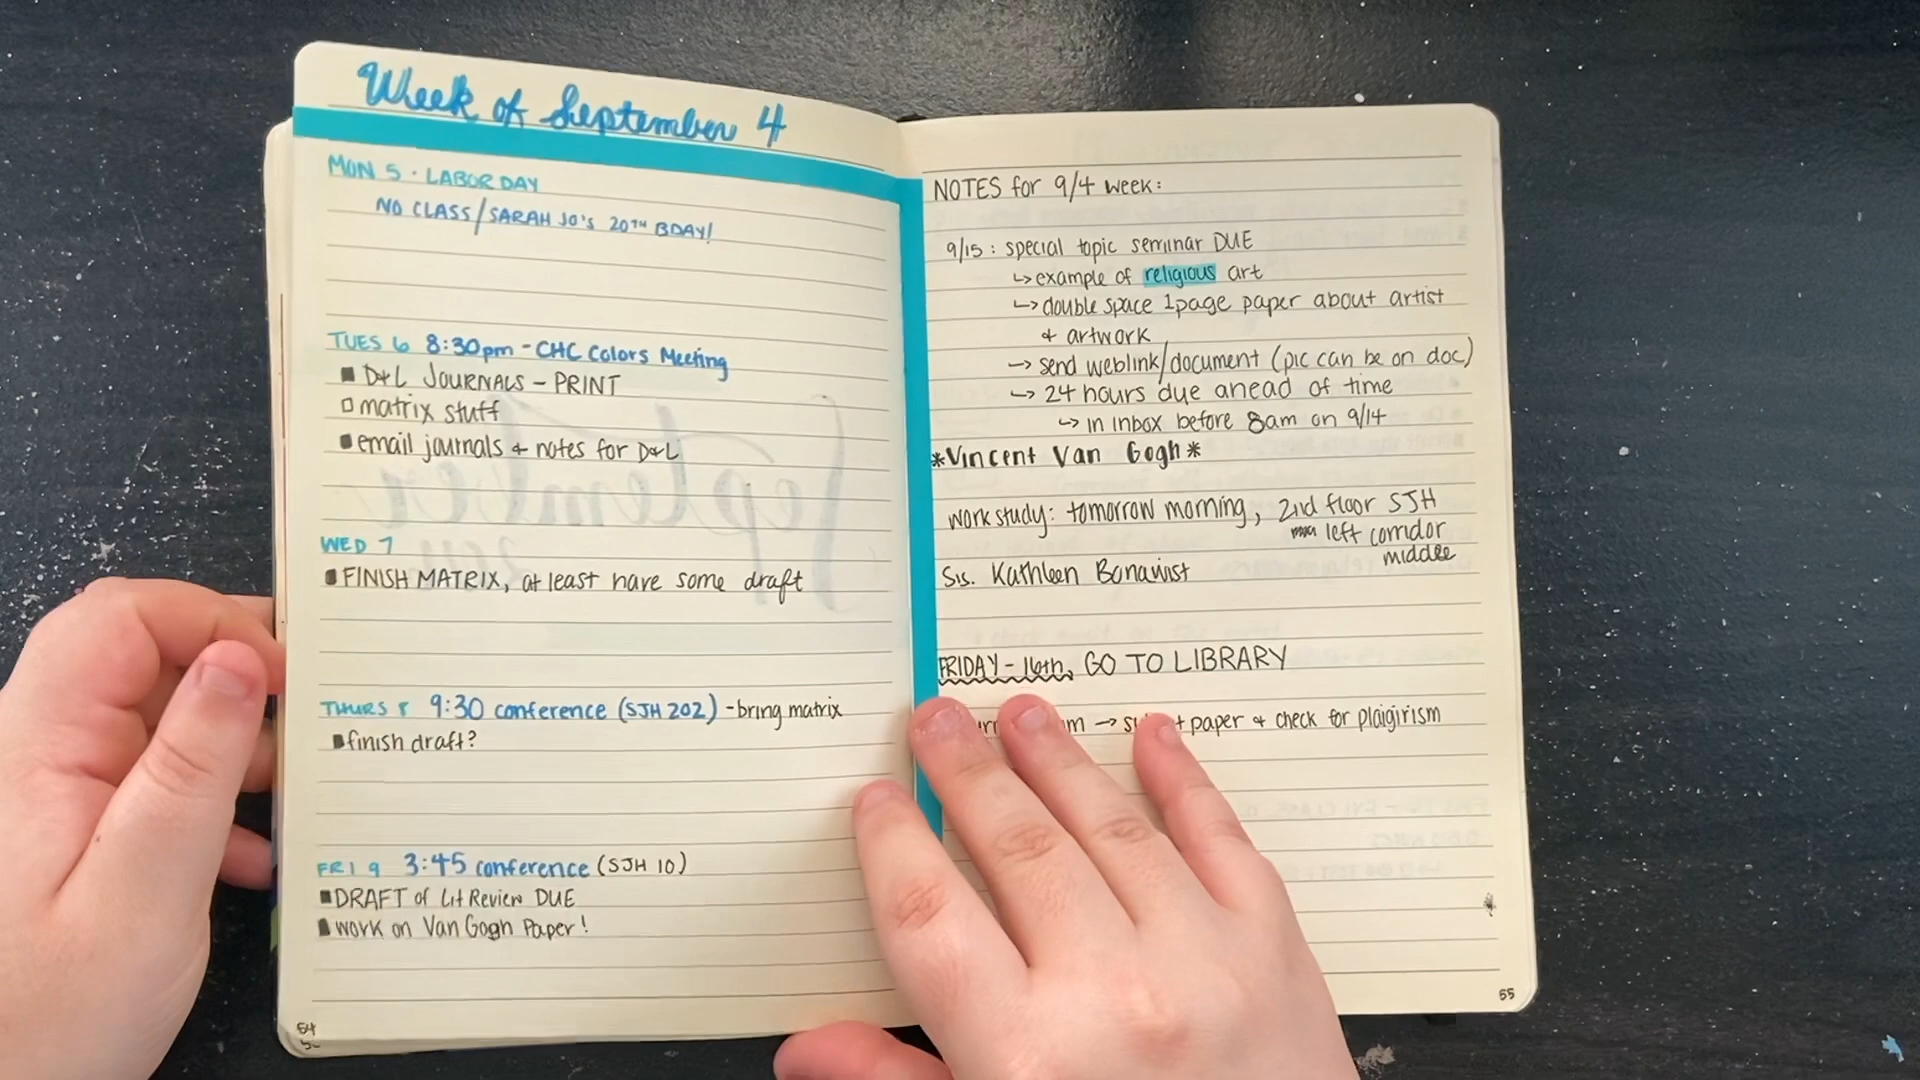 Week of September 4
MON 5 · LABOR DAY
NO CLASS/SARAH JO'S 20TH BDAY!
TUES 6 8:30pm - CHC Colors Meeting
D+L JOURNALS - PRINT
matrix stuff
email journals + notes for D+L
WED 7
FINISH MATRIX, at least have some draft
THURS 8 9:30 conference (SJH 202) - bring matrix
finish draft?
FRI 9 3:45 conference (SJH 10)
DRAFT of Lit Review DUE
work on Van Gogh Paper!
54
NOTES for 9/4 week:
9/15: special topic seminar DUE
↳ example of religious art
↳ double space 1page paper about artist
+ artwork
→ send weblink/document (pic can be on doc)
↳ 24 hours due ahead of time
↳ in inbox before 8am on 9/14
*Vincent Van Gogh*
work study: tomorrow morning, 2nd floor SJH
left corridor
middle
Sis. Kathleen
FRIDAY - 16th, GO TO LIBRARY
→ paper + check for plaigirism
55